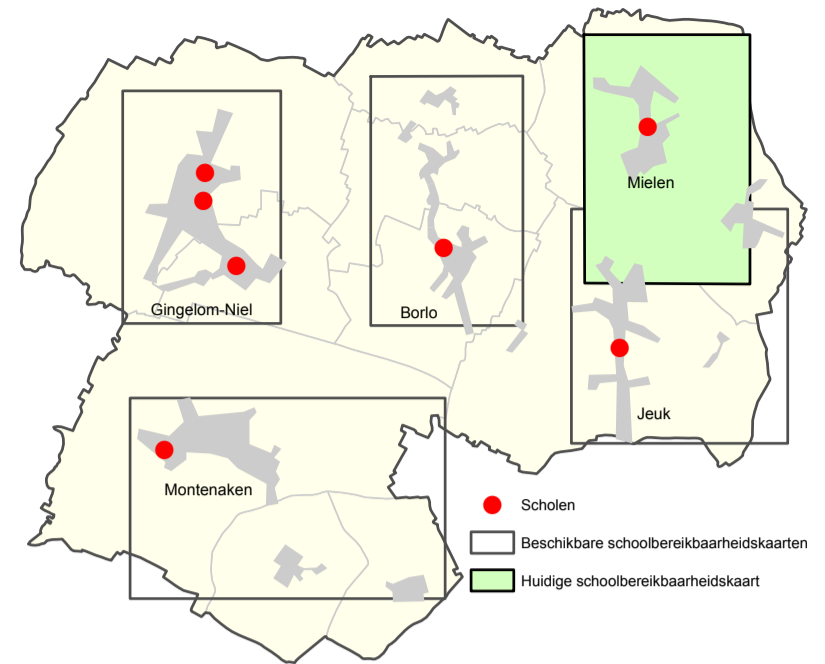 Mielen
Gingelom-Niel
Borlo
Jeuk
Montenaken
Scholen
Beschikbare schoolbereikbaarheidskaarten
Huidige schoolbereikbaarheidskaart